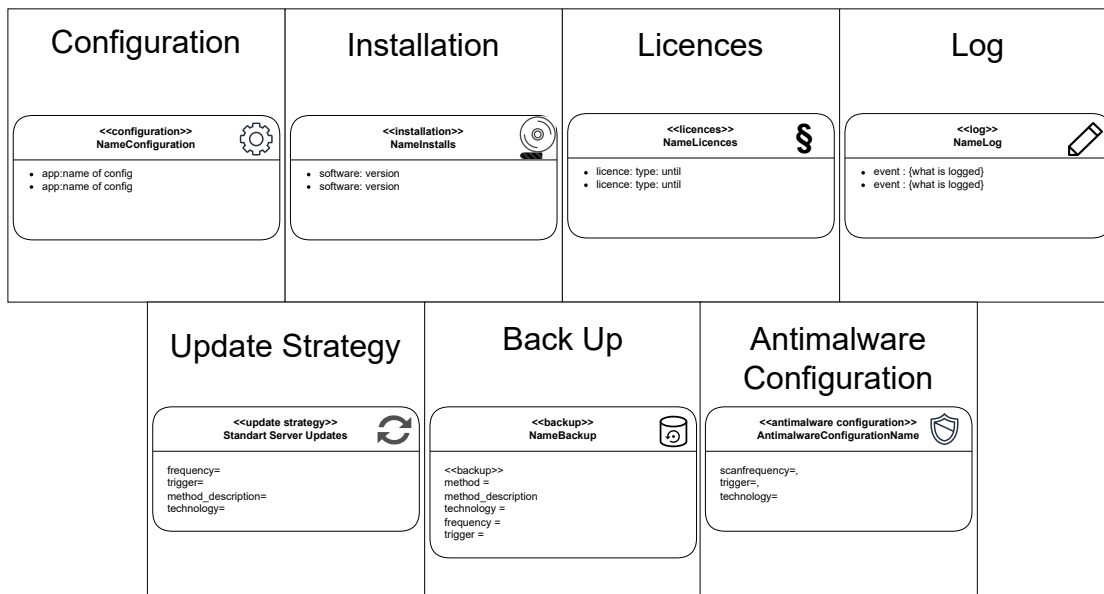 Configuration
Installation
Licences
Log
<<configuration>>
NameConfiguration
app:name of config
app:name of config
<<installation>>
NameInstalls
software: version
software: version
<<licences>>
NameLicences
§
licence: type: until
licence: type: until
<<log>>
NameLog
event : {what is logged}
event : {what is logged}
Update Strategy
Back Up
Antimalware
Configuration
<<update strategy>>
Standart Server Updates
frequency=
trigger=
method_description=
technology=
<<backup>>
NameBackup
<<backup>>
method =
method_description
technology =
frequency =
trigger =
<<antimalware configuration>>
AntimalwareConfigurationName
scanfrequency=,
trigger=,
technology=